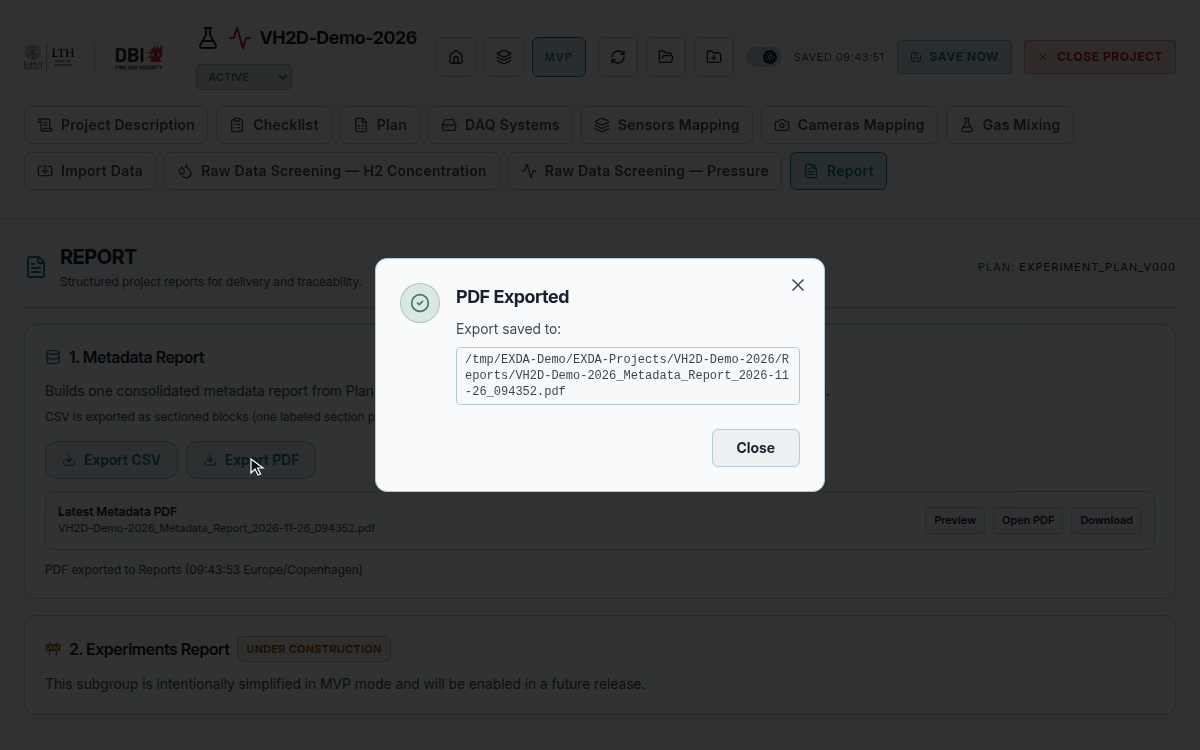 LUND
LTH
DBI
FIRE AND SECURITY
VH2D-Demo-2026
ACTIVE
MVP
SAVED 09:43:51
SAVE NOW
CLOSE PROJECT
Project Description
Checklist
Plan
DAQ Systems
Sensors Mapping
Cameras Mapping
Gas Mixing
Import Data
Raw Data Screening — H2 Concentration
Raw Data Screening — Pressure
Report
REPORT
Structured project reports for delivery and traceability.
PLAN: EXPERIMENT_PLAN_V000
1. Metadata Report
Builds one consolidated metadata report from Plan
CSV is exported as sectioned blocks (one labeled section p
Export CSV
Export PDF
Latest Metadata PDF
VH2D-Demo-2026_Metadata_Report_2026-11-26_094352.pdf
Preview
Open PDF
Download
PDF exported to Reports (09:43:53 Europe/Copenhagen)
2. Experiments Report
UNDER CONSTRUCTION
This subgroup is intentionally simplified in MVP mode and will be enabled in a future release.
PDF Exported
Export saved to:
/tmp/EXDA-Demo/EXDA-Projects/VH2D-Demo-2026/R
eports/VH2D-Demo-2026_Metadata_Report_2026-11
-26_094352.pdf
Close